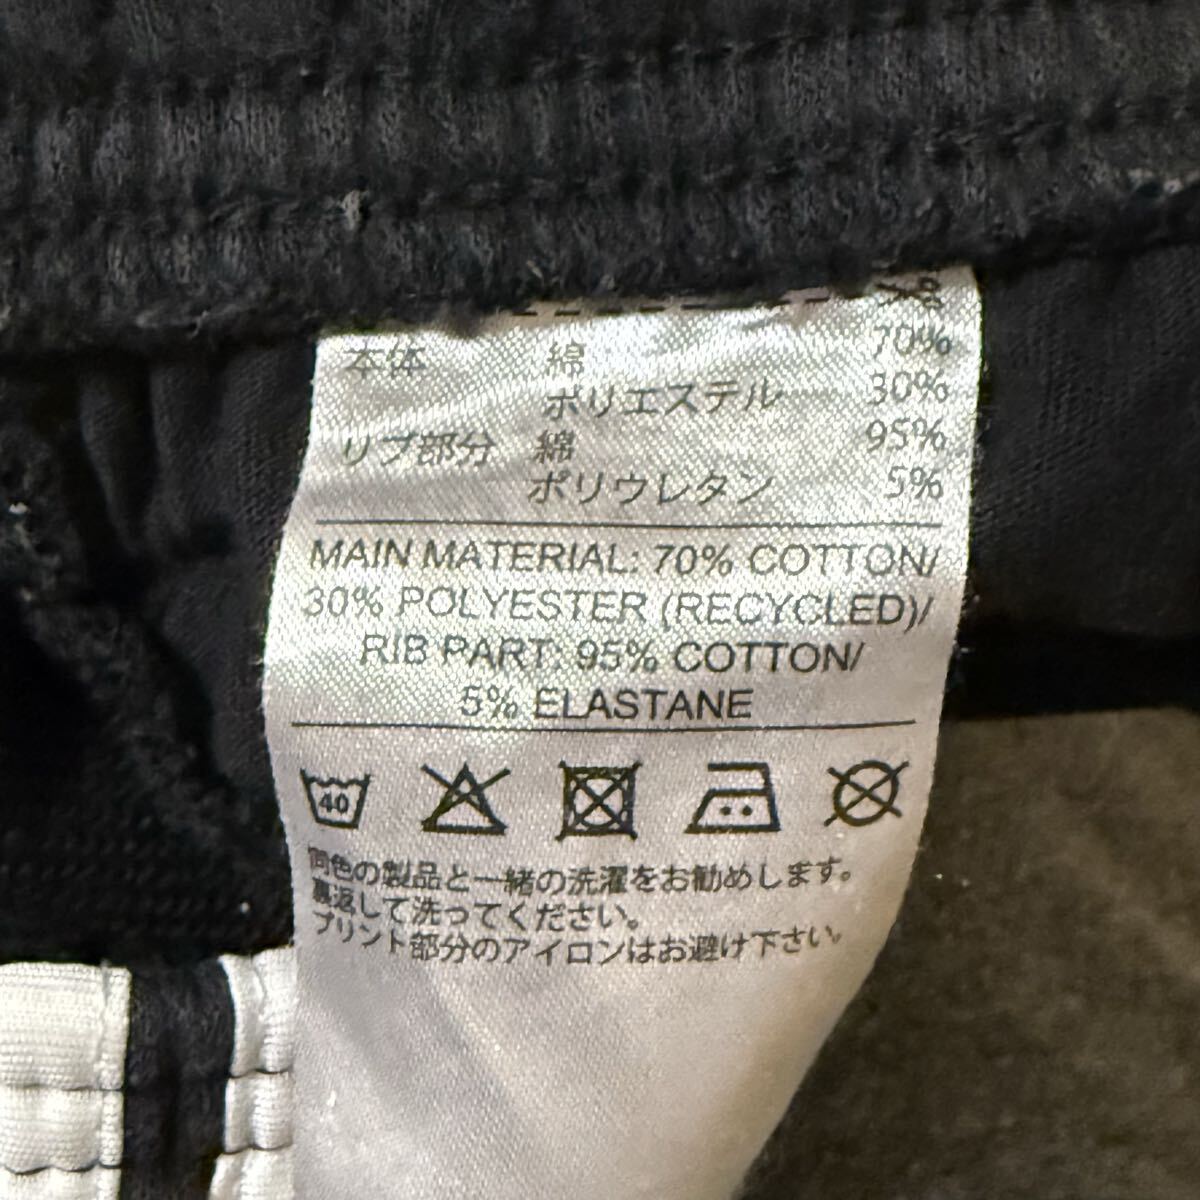 本体 綿 70%
ポリエステル 30%
リブ部分 綿 95%
ポリウレタン 5%
MAIN MATERIAL: 70% COTTON/
30% POLYESTER (RECYCLED)/
RIB PART: 95% COTTON/
5% ELASTANE
40
同色の製品と一緒の洗濯をお勧めします。
裏返して洗ってください。
プリント部分のアイロンはお避け下さい。